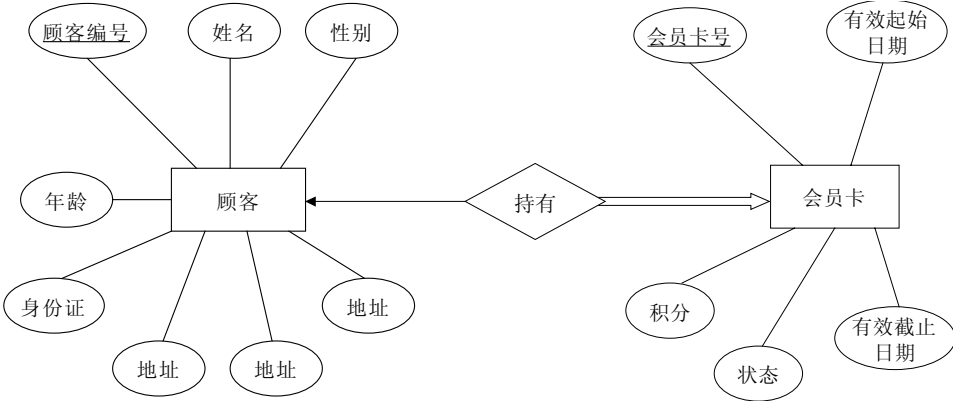 顾客编号
姓名
性别
会员卡号
有效起始
日期
年龄
顾客
持有
会员卡
身份证
地址
地址
地址
积分
状态
有效截止
日期